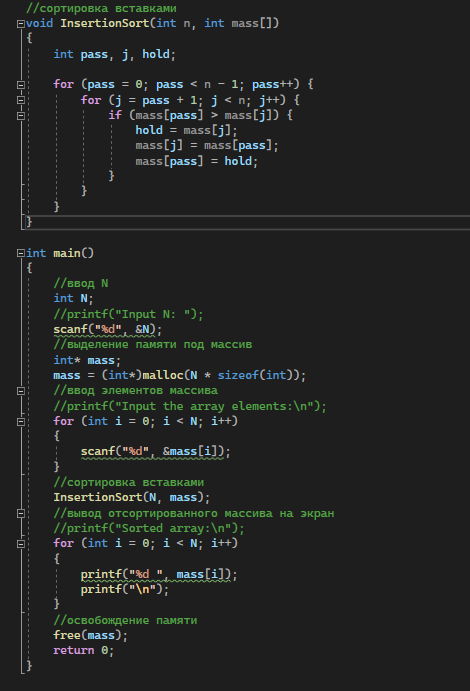 //сортировка вставками
void InsertionSort(int n, int mass[])
{
    int pass, j, hold;

    for (pass = 0; pass < n - 1; pass++) {
        for (j = pass + 1; j < n; j++) {
            if (mass[pass] > mass[j]) {
                hold = mass[j];
                mass[j] = mass[pass];
                mass[pass] = hold;
            }
        }
    }
}

int main()
{
    //ввод N
    int N;
    //printf("Input N: ");
    scanf("%d", &N);
    //выделение памяти под массив
    int* mass;
    mass = (int*)malloc(N * sizeof(int));
    //ввод элементов массива
    //printf("Input the array elements:\n");
    for (int i = 0; i < N; i++)
    {
        scanf("%d", &mass[i]);
    }
    //сортировка вставками
    InsertionSort(N, mass);
    //вывод отсортированного массива на экран
    //printf("Sorted array:\n");
    for (int i = 0; i < N; i++)
    {
        printf("%d ", mass[i]);
        printf("\n");
    }
    //освобождение памяти
    free(mass);
    return 0;
}